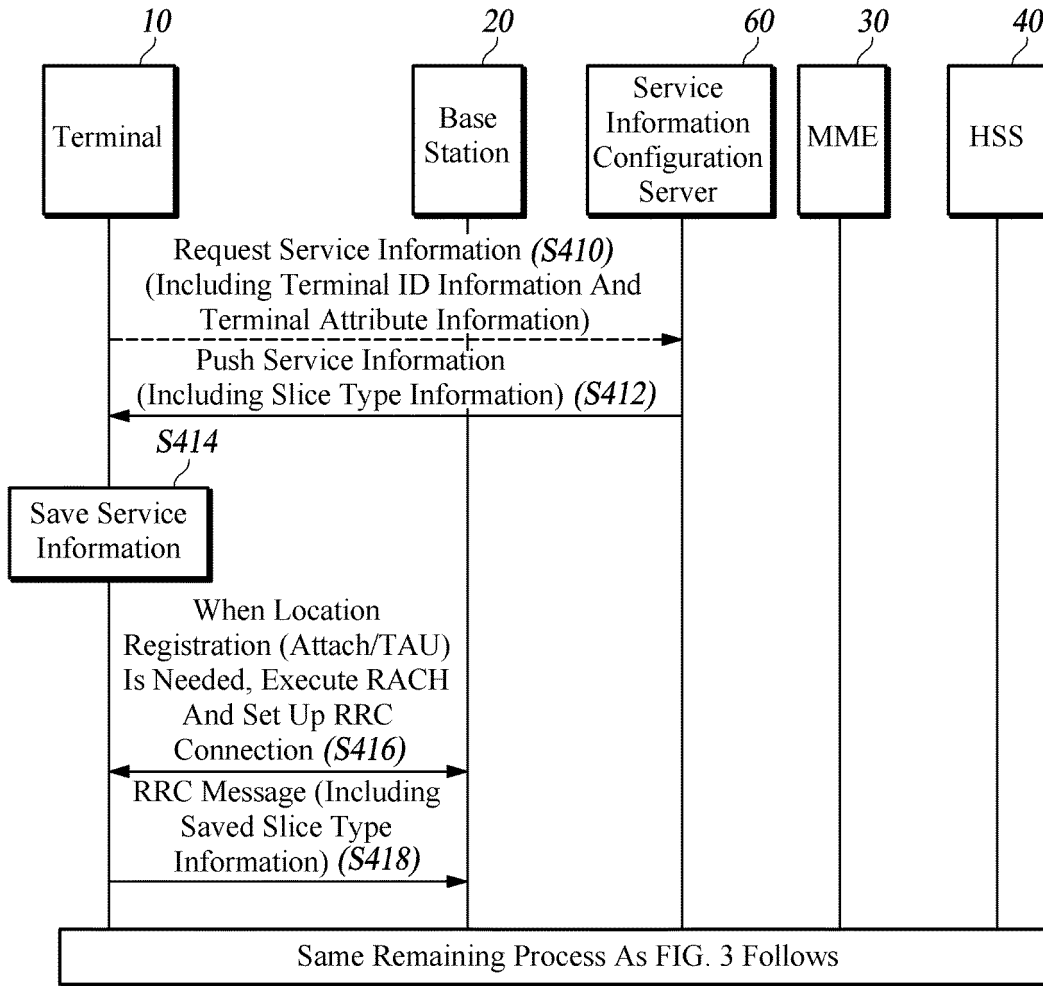 10 20 60 30 40
Terminal
Base
Station
Service
Information
Configuration
Server
MME
HSS
Request Service Information (S410)
(Including Terminal ID Information And
Terminal Attribute Information)
Push Service Information
(Including Slice Type Information) (S412)
S414
Save Service
Information
When Location
Registration (Attach/TAU)
Is Needed, Execute RACH
And Set Up RRC
Connection (S416)
RRC Message (Including
Saved Slice Type
Information) (S418)
Same Remaining Process As FIG. 3 Follows